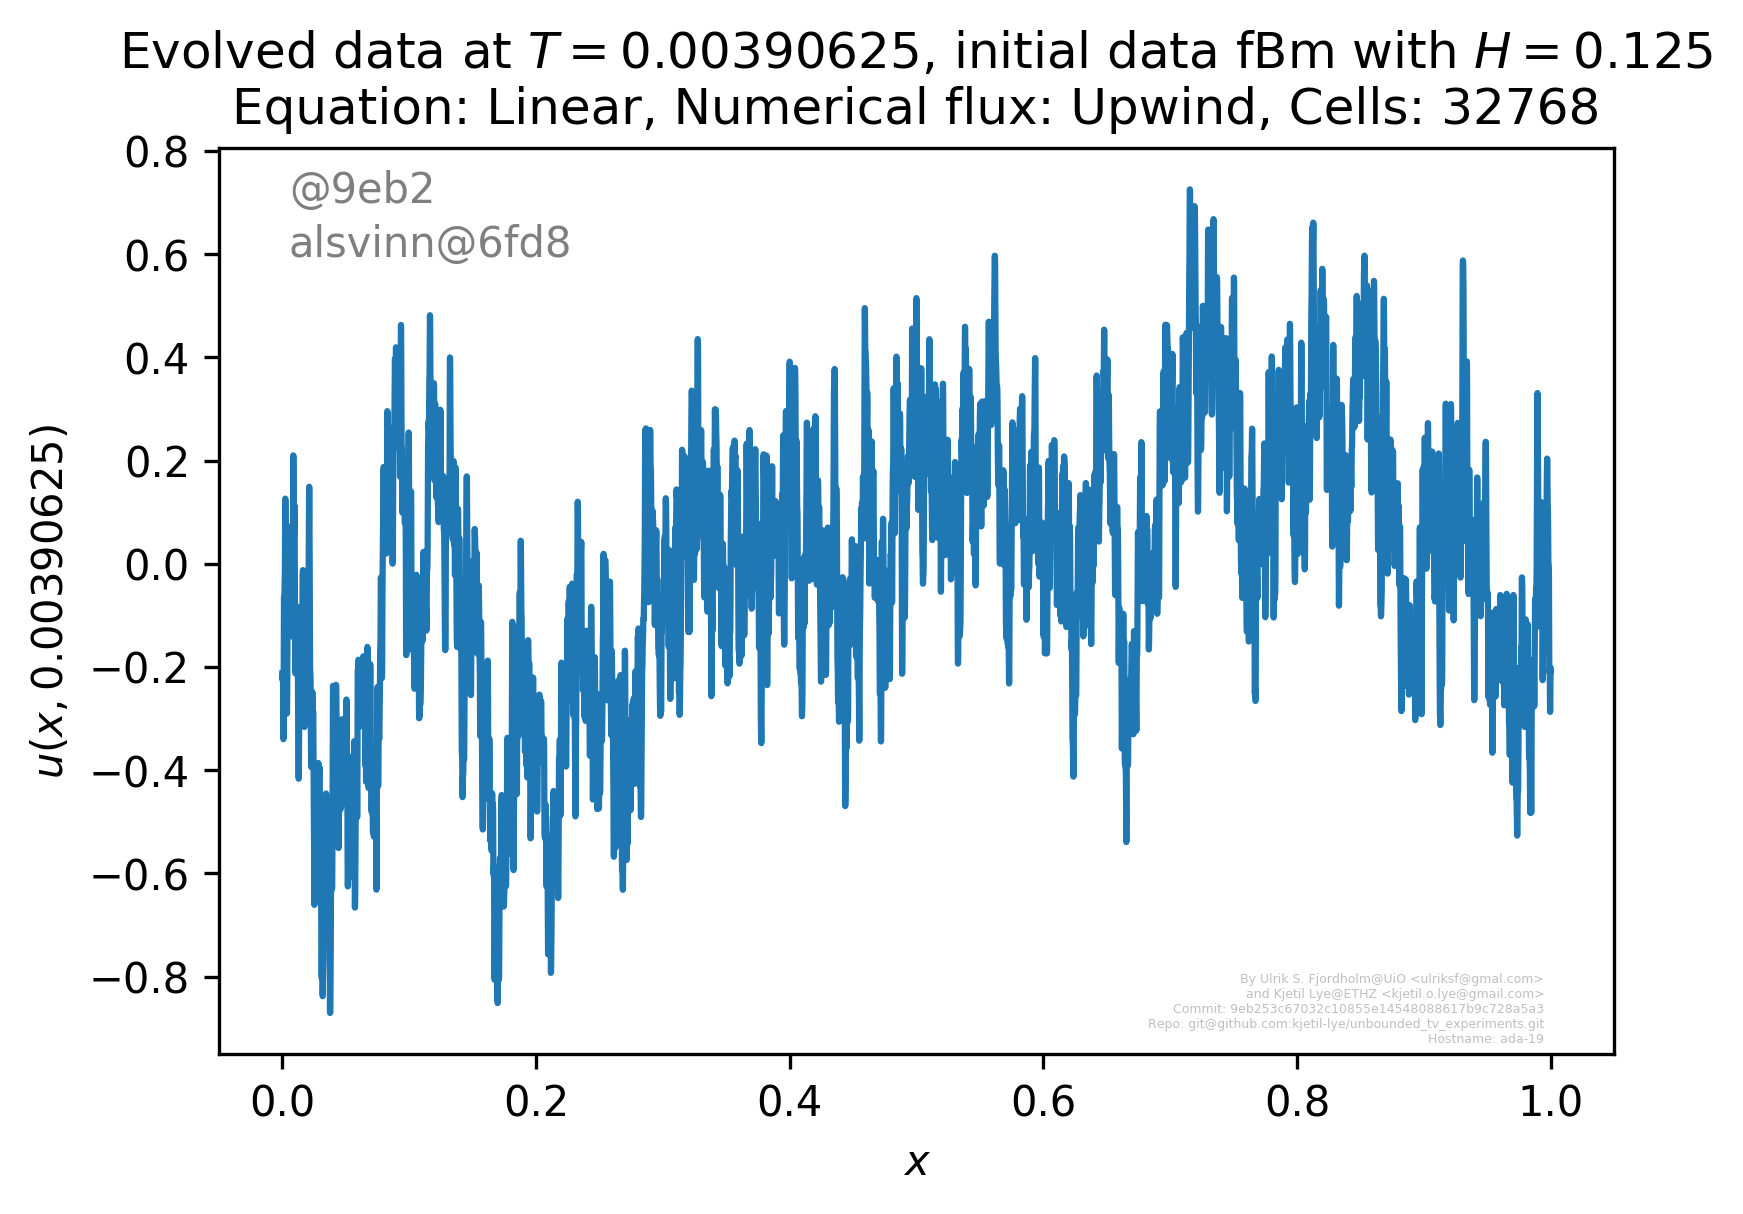 Evolved data at T = 0.00390625, initial data fBm with H = 0.125
Equation: Linear, Numerical flux: Upwind, Cells: 32768
@9eb2
alsvinn@6fd8
0.8
0.6
0.4
0.2
0.0
−0.2
−0.4
−0.6
−0.8
u(x, 0.00390625)
By Ulrik S. Fjordholm@UiO <ulriksf@gmal.com>
and Kjetil Lye@ETHZ <kjetil.o.lye@gmail.com>
Commit: 9eb253c67032c10855e14548088617b9c728a5a3
Repo: git@github.com:kjetil-lye/unbounded_tv_experiments.git
Hostname: ada-19
0.0 0.2 0.4 0.6 0.8 1.0
x